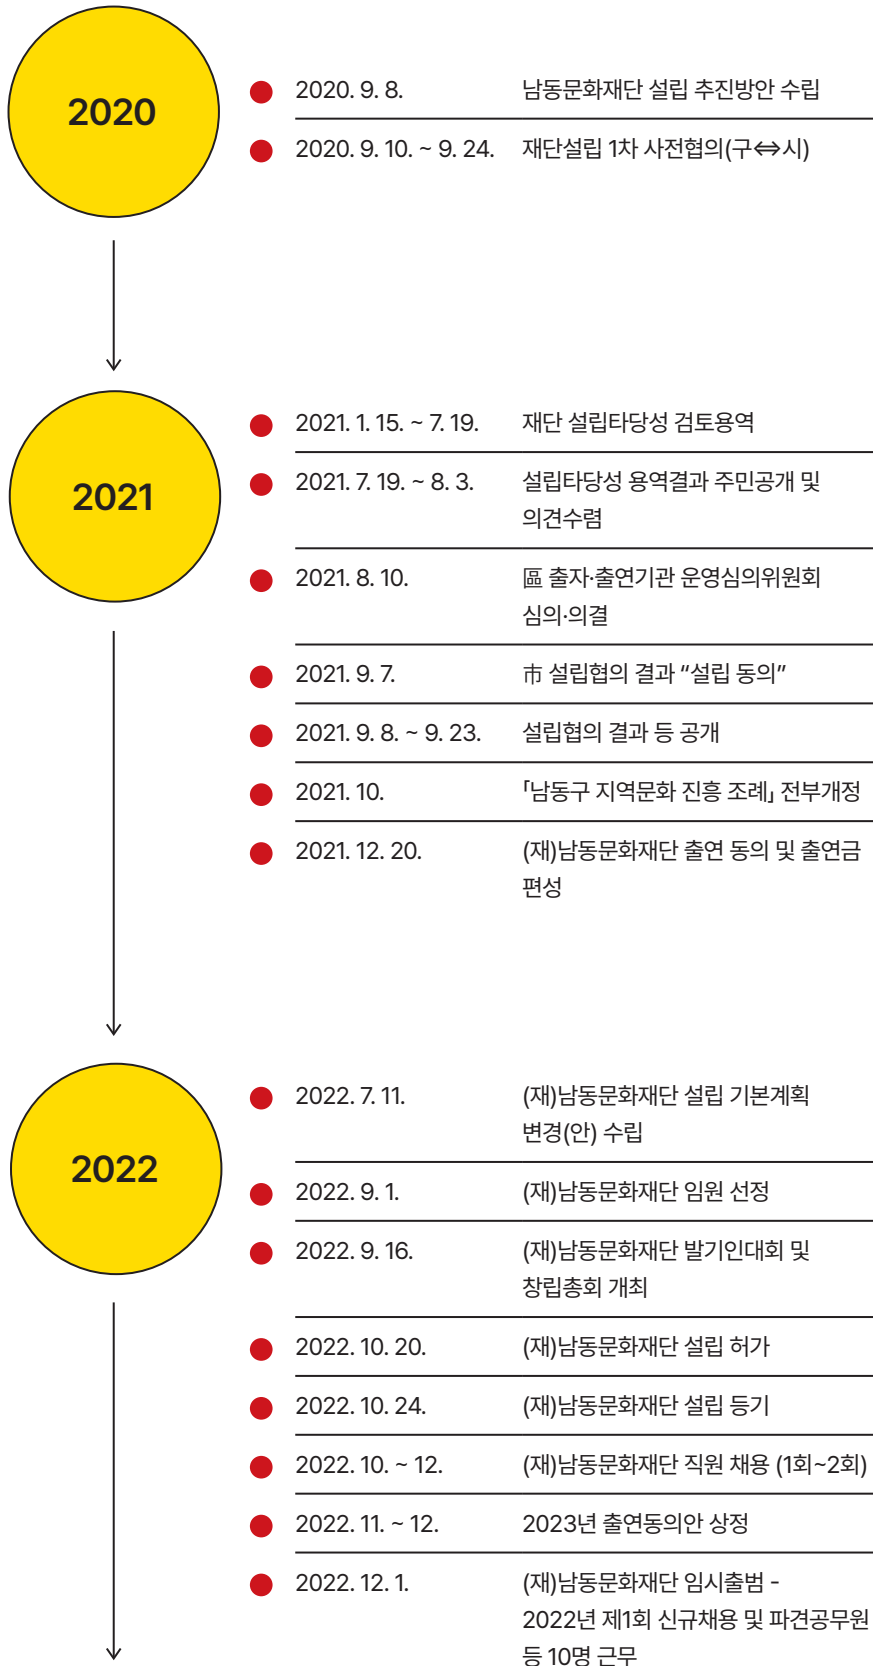 2020
2020. 9. 8. 남동문화재단 설립 추진방안 수립
2020. 9. 10. ~ 9. 24. 재단설립 1차 사전협의(구⇔시)
2021
2021. 1. 15. ~ 7. 19. 재단 설립타당성 검토용역
2021. 7. 19. ~ 8. 3. 설립타당성 용역결과 주민공개 및
의견수렴
2021. 8. 10. 區 출자·출연기관 운영심의위원회
심의·의결
2021. 9. 7. 市 설립협의 결과 “설립 동의”
2021. 9. 8. ~ 9. 23. 설립협의 결과 등 공개
2021. 10. 「남동구 지역문화 진흥 조례」 전부개정
2021. 12. 20. (재)남동문화재단 출연 동의 및 출연금
편성
2022
2022. 7. 11. (재)남동문화재단 설립 기본계획
변경(안) 수립
2022. 9. 1. (재)남동문화재단 임원 선정
2022. 9. 16. (재)남동문화재단 발기인대회 및
창립총회 개최
2022. 10. 20. (재)남동문화재단 설립 허가
2022. 10. 24. (재)남동문화재단 설립 등기
2022. 10. ~ 12. (재)남동문화재단 직원 채용 (1회~2회)
2022. 11. ~ 12. 2023년 출연동의안 상정
2022. 12. 1. (재)남동문화재단 임시출범 -
2022년 제1회 신규채용 및 파견공무원
등 10명 근무